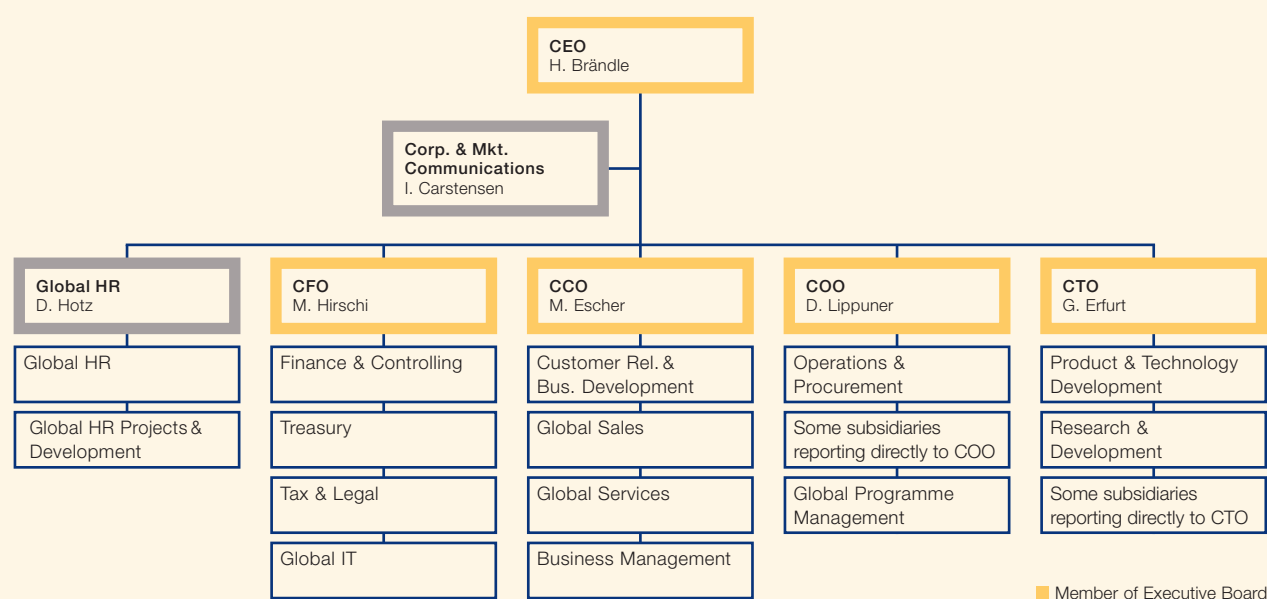 CEO
H. Brändle
Corp. & Mkt.
Communications
I. Carstensen
Global HR
D. Hotz
CFO
M. Hirschi
CCO
M. Escher
COO
D. Lippuner
CTO
G. Erfurt
Global HR
Global HR Projects &
Development
Finance & Controlling
Treasury
Tax & Legal
Global IT
Customer Rel. &
Bus. Development
Global Sales
Global Services
Business Management
Operations &
Procurement
Some subsidiaries
reporting directly to COO
Global Programme
Management
Product & Technology
Development
Research &
Development
Some subsidiaries
reporting directly to CTO
Member of Executive Board